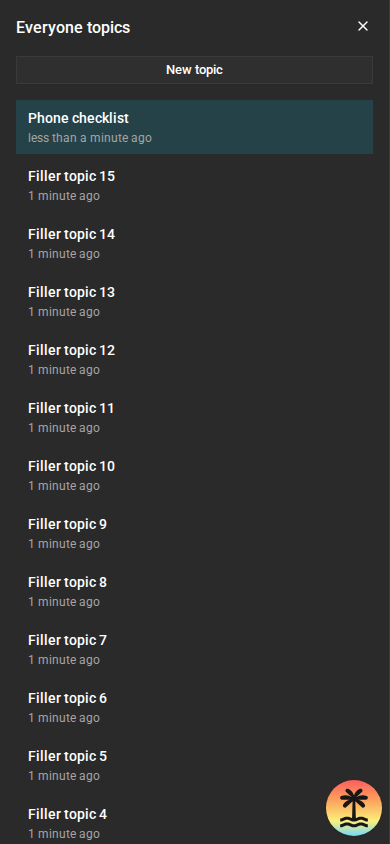 Everyone topics
New topic
Phone checklist
less than a minute ago
Filler topic 15
1 minute ago
Filler topic 14
1 minute ago
Filler topic 13
1 minute ago
Filler topic 12
1 minute ago
Filler topic 11
1 minute ago
Filler topic 10
1 minute ago
Filler topic 9
1 minute ago
Filler topic 8
1 minute ago
Filler topic 7
1 minute ago
Filler topic 6
1 minute ago
Filler topic 5
1 minute ago
Filler topic 4
1 minute ago